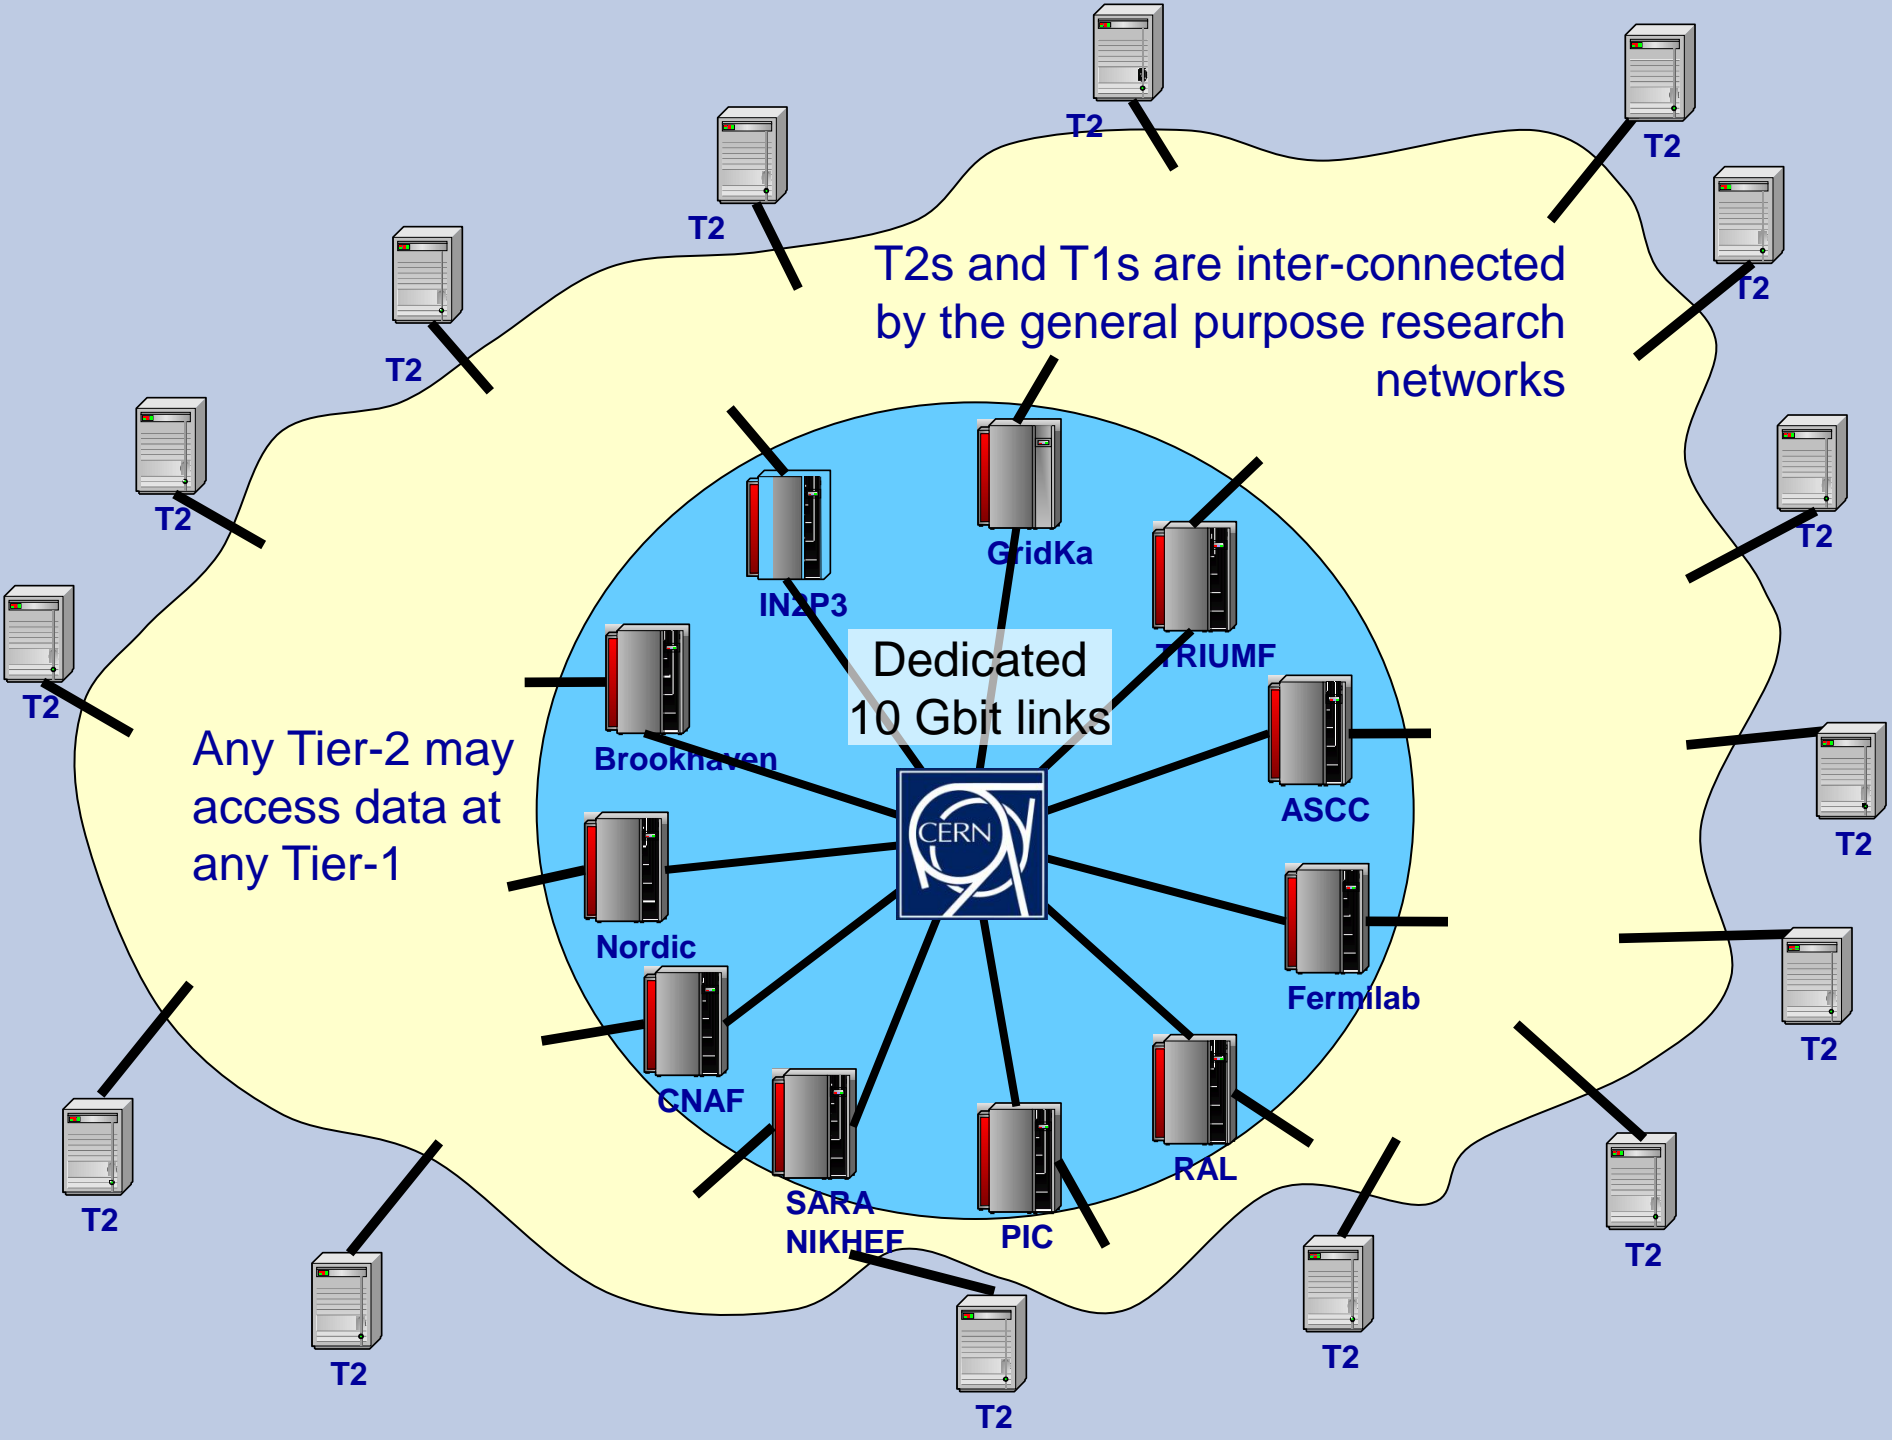 T2
T2
T2
T2
T2
T2
T2s and T1s are inter-connected
by the general purpose research
networks
T2
T2
T2
T2
GridKa
IN2P3
TRIUMF
Dedicated
10 Gbit links
Brookhaven
Any Tier-2 may
access data at
any Tier-1
ASCC
CERN
T2
Nordic
Fermilab
T2
CNAF
RAL
SARA
NIKHEF
PIC
T2
T2
T2
T2
T2